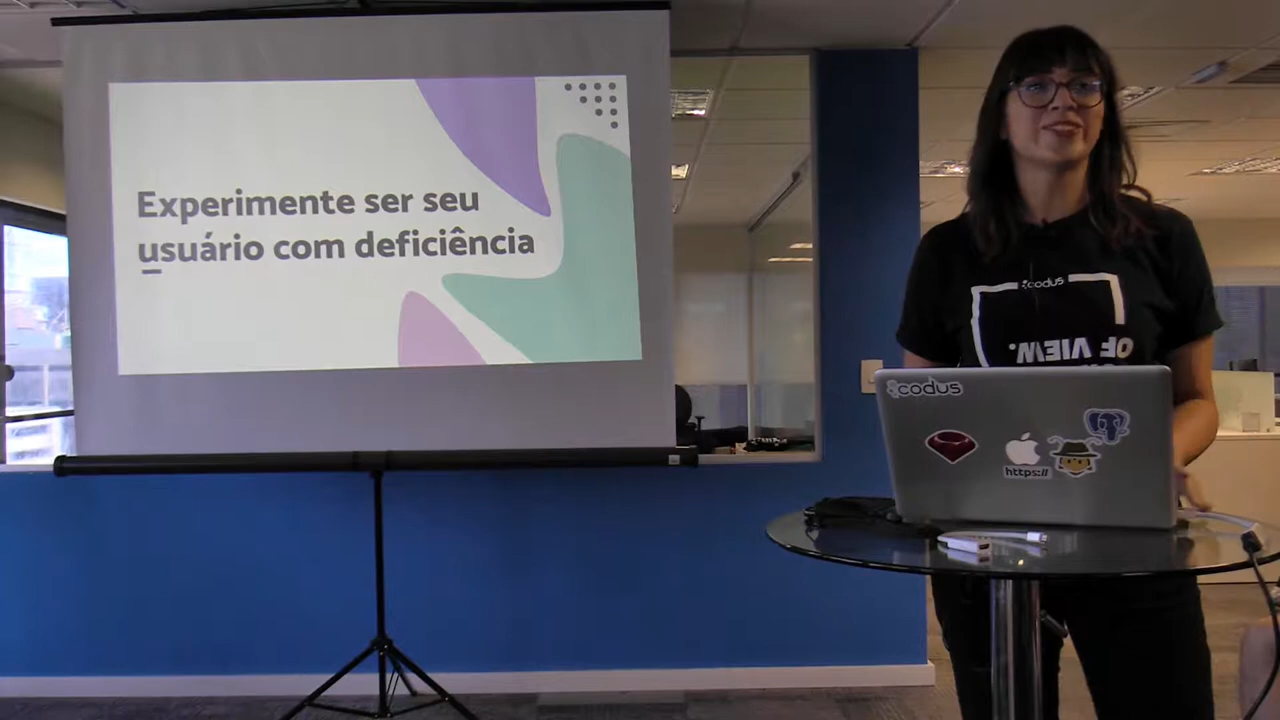 Experimente ser seu
usuário com deficiência
codus
OF VIEW.
codus
https://